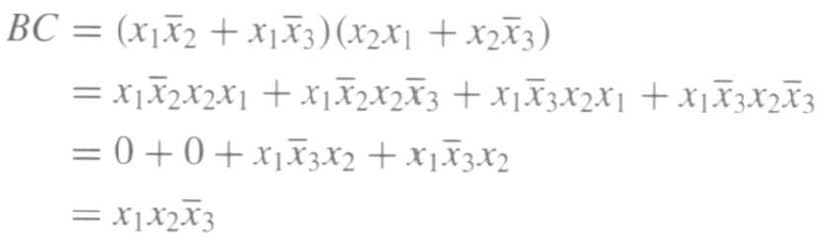 BC = (x₁x̅₂ + x₁x̅₃)(x₂x₁ + x₂x̅₃)
= x₁x̅₂x₂x₁ + x₁x̅₂x₂x̅₃ + x₁x̅₃x₂x₁ + x₁x̅₃x₂x̅₃
= 0 + 0 + x₁x̅₃x₂ + x₁x̅₃x₂
= x₁x₂x̅₃